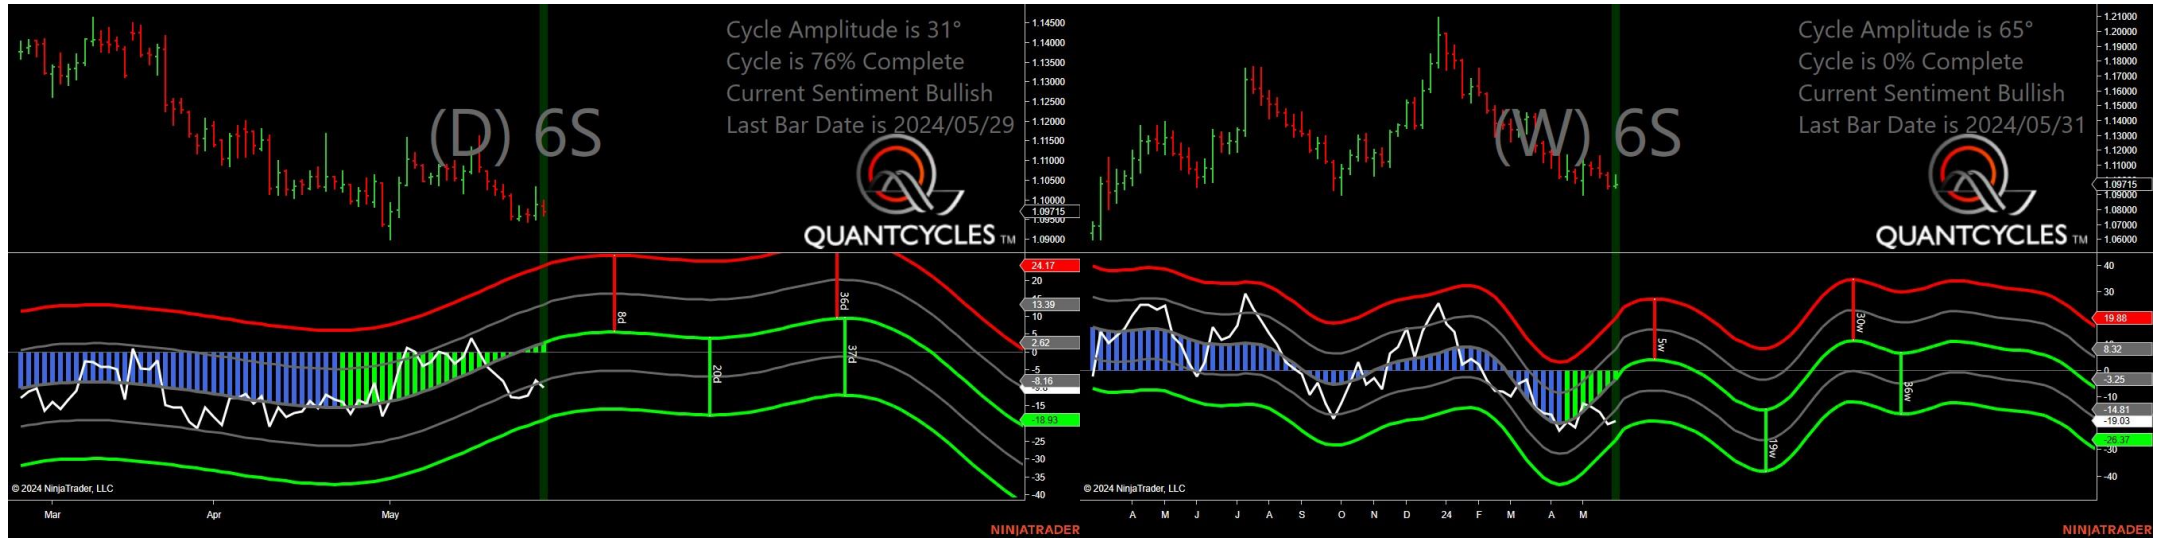 Cycle Amplitude is 31°
Cycle is 76% Complete
Current Sentiment Bullish
Last Bar Date is 2024/05/29
(D) 6S
QUANTCYCLES TM
1.14500
1.14000
1.13500
1.13000
1.12500
1.12000
1.11500
1.11000
1.10500
1.10000
1.09715
1.09000
24.17
20
13.39
10
5
2.62
0
-5
-8.16
-15
-18.93
-25
-30
-35
-40
8d
20d
36d
37d
© 2024 NinjaTrader, LLC
Mar
Apr
May
NINJATRADER
Cycle Amplitude is 65°
Cycle is 0% Complete
Current Sentiment Bullish
Last Bar Date is 2024/05/31
(W) 6S
QUANTCYCLES TM
1.21000
1.20000
1.19000
1.18000
1.17000
1.16000
1.15000
1.14000
1.13000
1.12000
1.11000
1.09715
1.09000
1.08000
1.07000
1.06000
40
30
19.88
8.32
0
-3.25
-10
-14.81
-19.03
-26.37
-30
-40
5w
19w
30w
36w
© 2024 NinjaTrader, LLC
A M J J A S O N D 24 F M A M
NINJATRADER